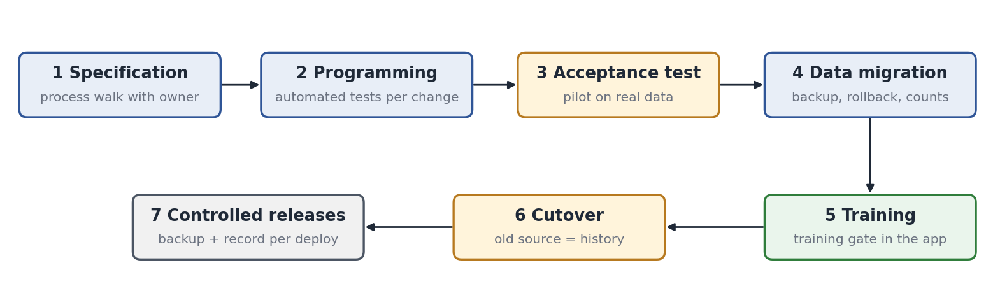 1 Specification
process walk with owner
2 Programming
automated tests per change
3 Acceptance test
pilot on real data
4 Data migration
backup, rollback, counts
5 Training
training gate in the app
6 Cutover
old source = history
7 Controlled releases
backup + record per deploy